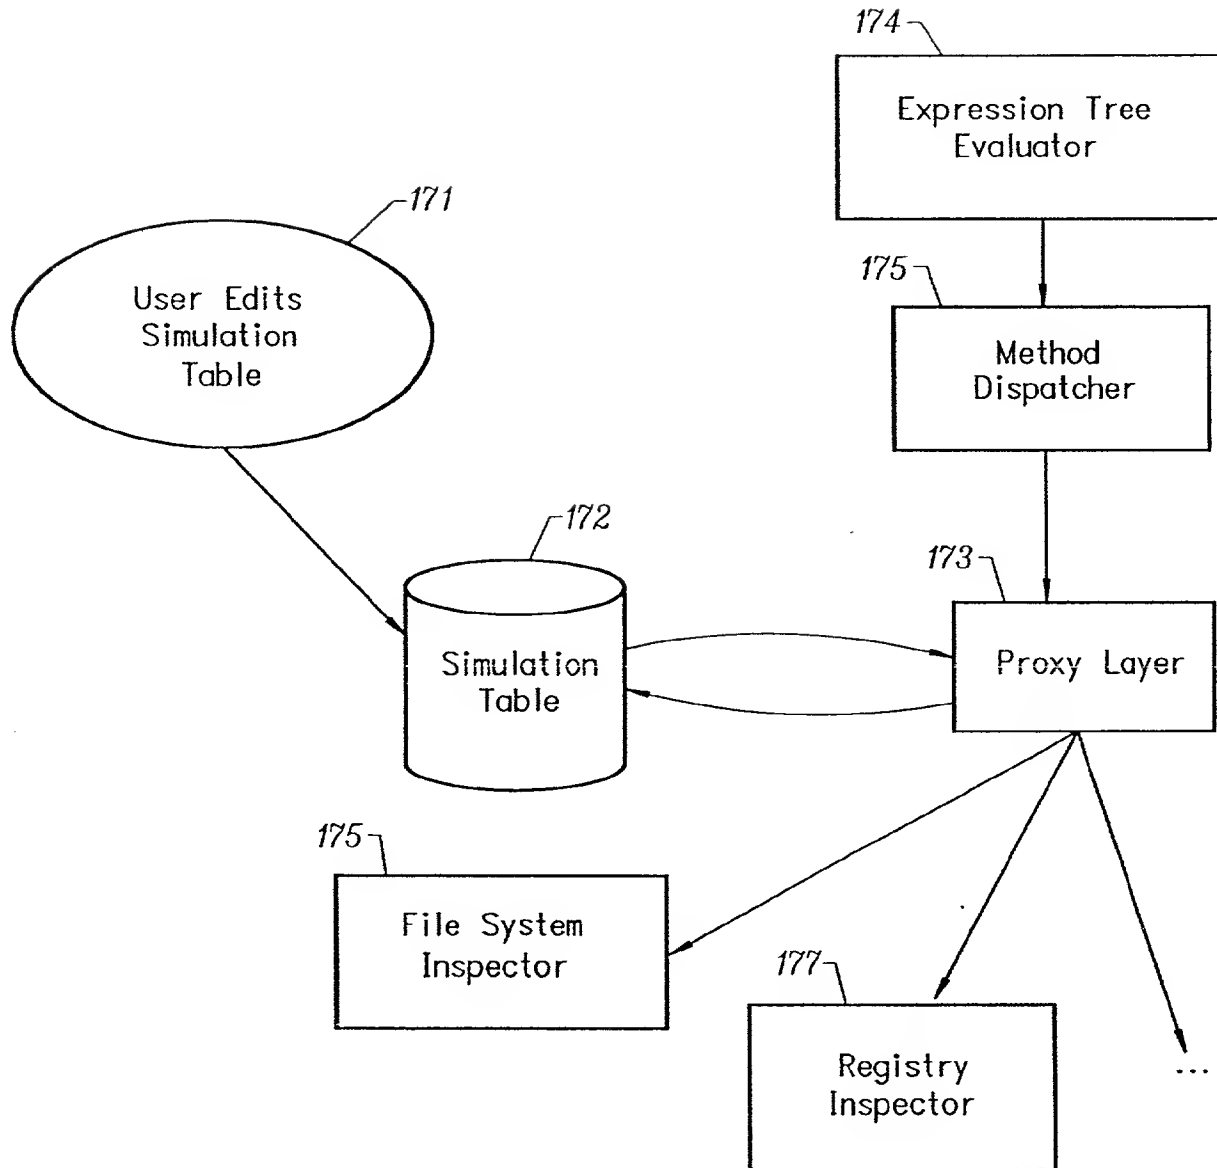 174
Expression Tree
Evaluator
171
User Edits
Simulation
Table
175
Method
Dispatcher
172
Simulation
Table
173
Proxy Layer
175
File System
Inspector
177
Registry
Inspector
...